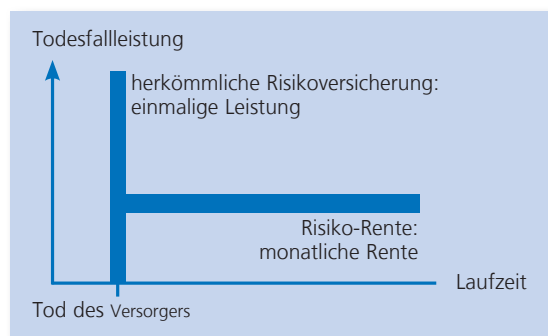 Todesfallleistung
herkömmliche Risikoversicherung:
einmalige Leistung
Risiko-Rente:
monatliche Rente
Laufzeit
Tod des Versorgers